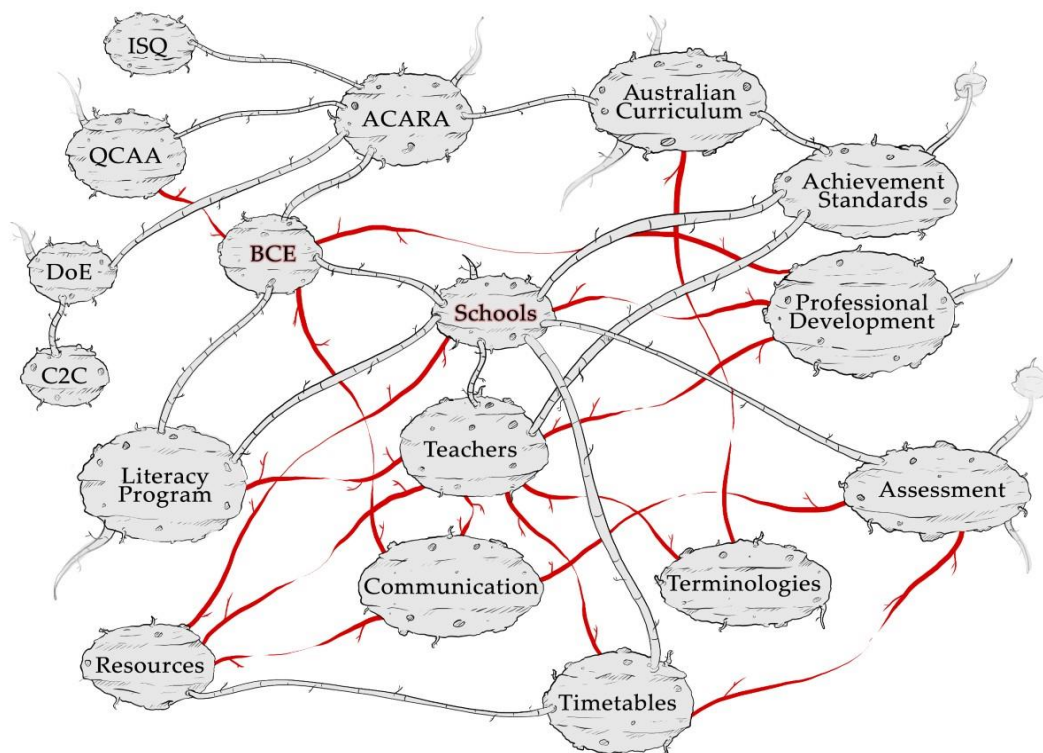 ISQ
ACARA
Australian
Curriculum
QCAA
Achievement
Standards
BCE
DoE
Schools
Professional
Development
C2C
Teachers
Literacy
Program
Assessment
Communication
Terminologies
Resources
Timetables